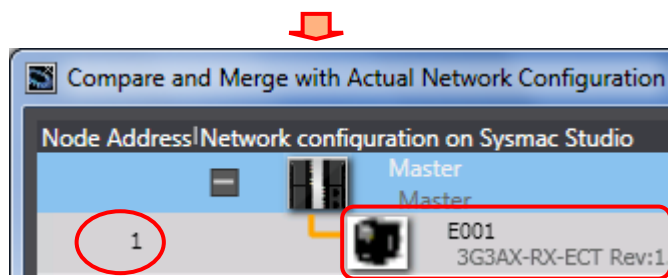 Compare and Merge with Actual Network Configuration
Node Address Network configuration on Sysmac Studio
Master
Master
1
E001
3G3AX-RX-ECT Rev:1